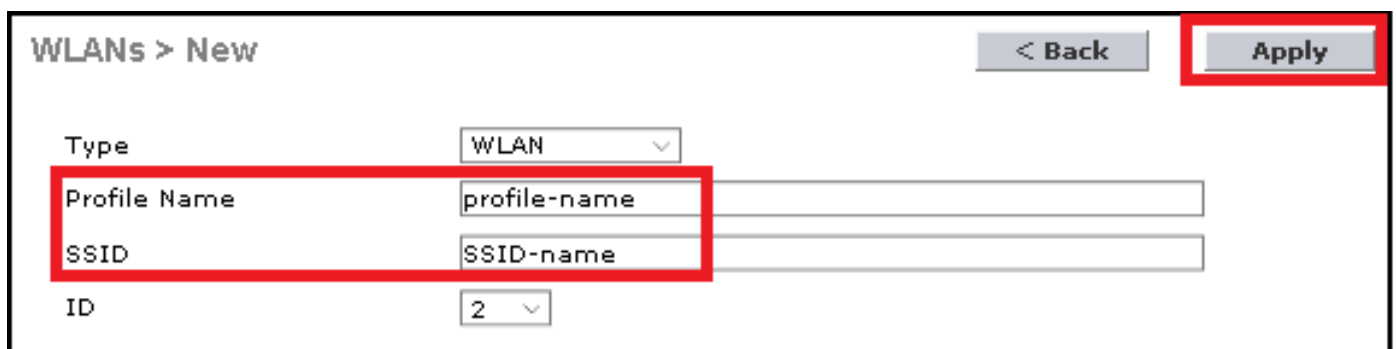 WLANs > New
< Back
Apply
Type
WLAN
Profile Name
profile-name
SSID
SSID-name
ID
2